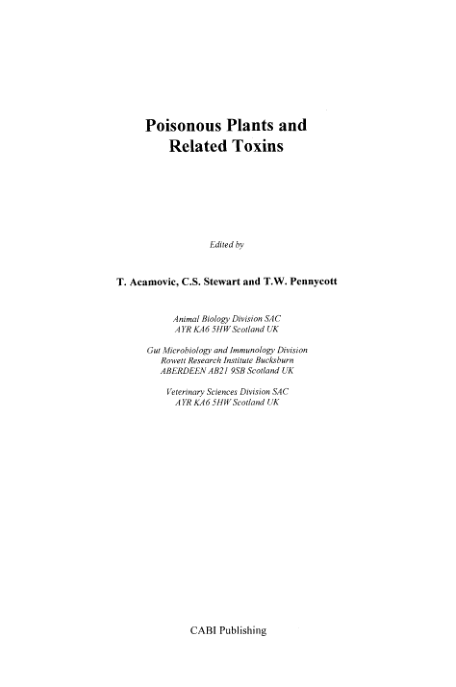 Poisonous Plants and
Related Toxins
Edited by
T. Acamovic, C.S. Stewart and T.W. Pennycott
Animal Biology Division SAC
AYR KA6 5HW Scotland UK
Gut Microbiology and Immunology Division
Rowett Research Institute Bucksburn
ABERDEEN AB21 9SB Scotland UK
Veterinary Sciences Division SAC
AYR KA6 5HW Scotland UK
CABI Publishing